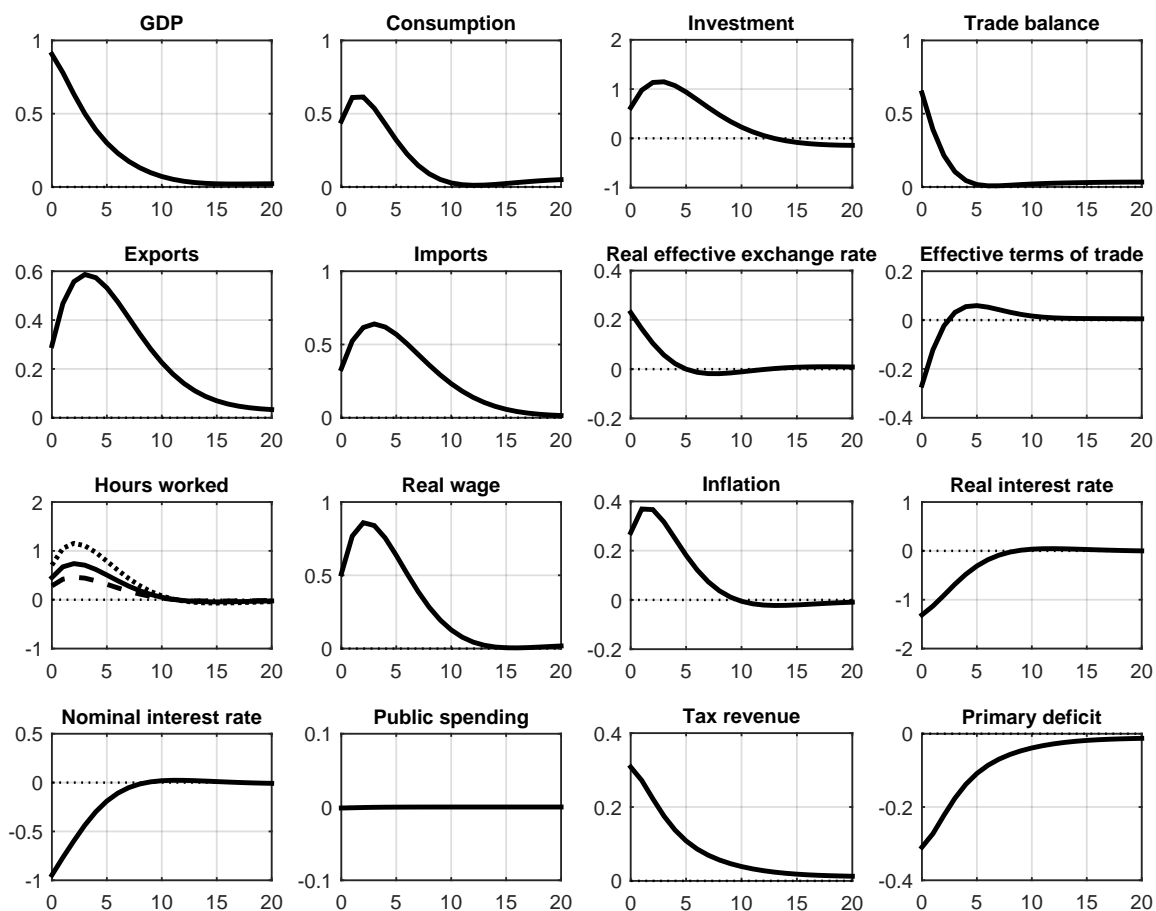 GDP
1
0.5
0
0 5 10 15 20
Consumption
1
0.5
0
0 5 10 15 20
Investment
2
1
0
-1
0 5 10 15 20
Trade balance
1
0.5
0
0 5 10 15 20
Exports
0.6
0.4
0.2
0
0 5 10 15 20
Imports
1
0.5
0
0 5 10 15 20
Real effective exchange rate
0.4
0.2
0
-0.2
0 5 10 15 20
Effective terms of trade
0.2
0
-0.2
-0.4
0 5 10 15 20
Hours worked
2
1
0
-1
0 5 10 15 20
Real wage
1
0.5
0
0 5 10 15 20
Inflation
0.4
0.2
0
-0.2
0 5 10 15 20
Real interest rate
1
0
-1
-2
0 5 10 15 20
Nominal interest rate
0.5
0
-0.5
-1
0 5 10 15 20
Public spending
0.1
0
-0.1
0 5 10 15 20
Tax revenue
0.4
0.2
0
0 5 10 15 20
Primary deficit
0
-0.2
-0.4
0 5 10 15 20